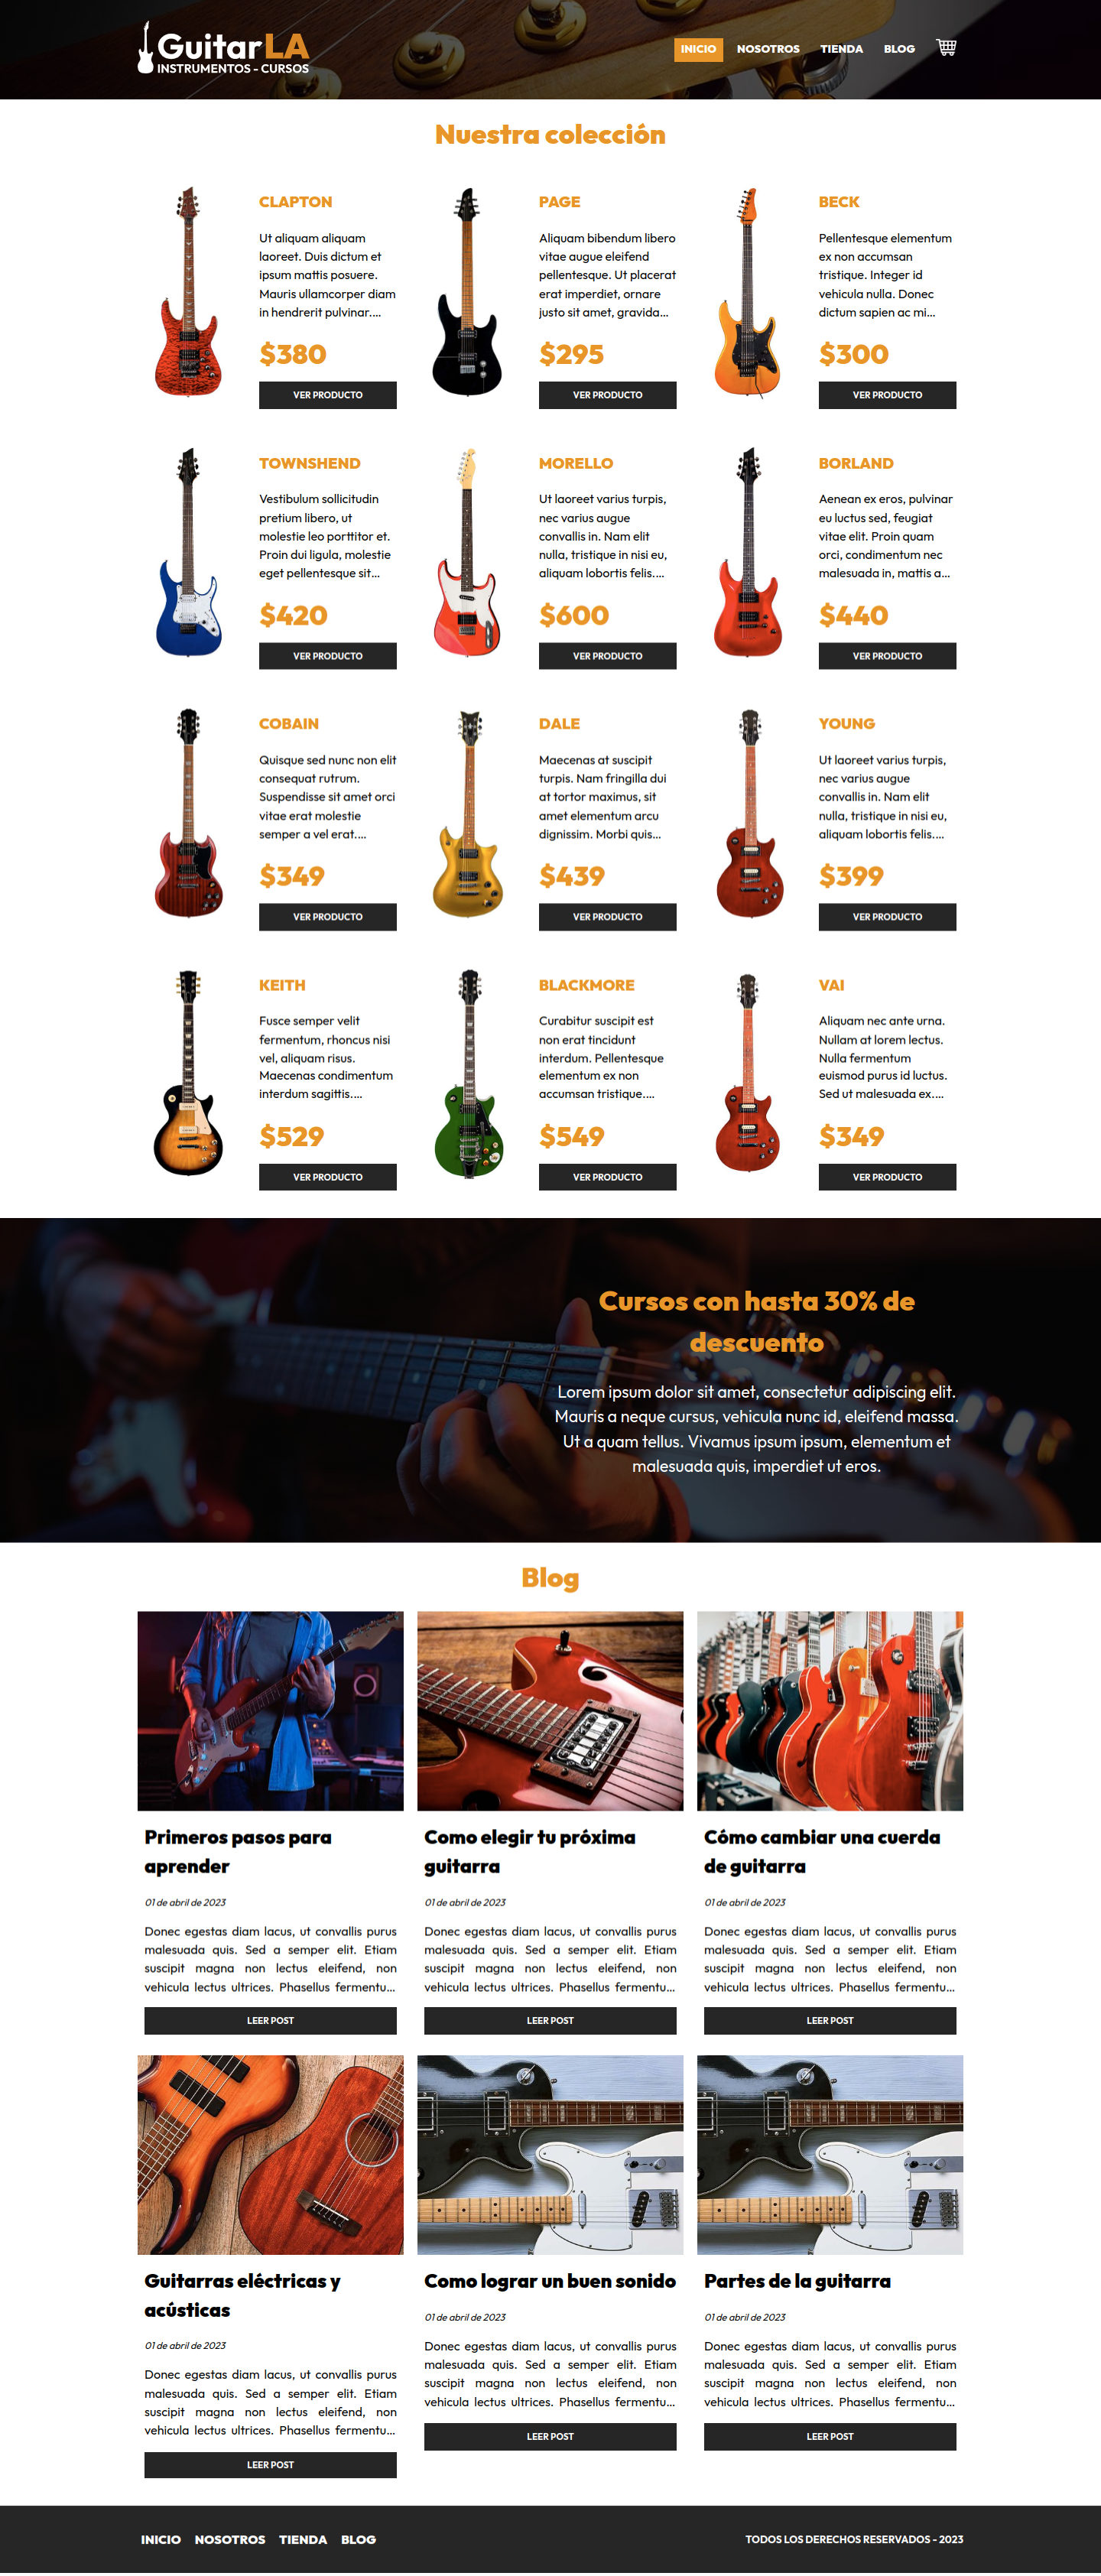 GuitarLA
INSTRUMENTOS - CURSOS
INICIO NOSOTROS TIENDA BLOG
Nuestra colección
CLAPTON
Ut aliquam aliquam
laoreet. Duis dictum et
ipsum mattis posuere.
Mauris ullamcorper diam
in hendrerit pulvinar....
$380
VER PRODUCTO
PAGE
Aliquam bibendum libero
vitae augue eleifend
pellentesque. Ut placerat
erat imperdiet, ornare
justo sit amet, gravida...
$295
VER PRODUCTO
BECK
Pellentesque elementum
ex non accumsan
tristique. Integer id
vehicula nulla. Donec
dictum sapien ac mi...
$300
VER PRODUCTO
TOWNSHEND
Vestibulum sollicitudin
pretium libero, ut
molestie leo porttitor et.
Proin dui ligula, molestie
eget pellentesque sit...
$420
VER PRODUCTO
MORELLO
Ut laoreet varius turpis,
nec varius augue
convallis in. Nam elit
nulla, tristique in nisi eu,
aliquam lobortis felis....
$600
VER PRODUCTO
BORLAND
Aenean ex eros, pulvinar
eu luctus sed, feugiat
vitae elit. Proin quam
orci, condimentum nec
malesuada in, mattis a...
$440
VER PRODUCTO
COBAIN
Quisque sed nunc non elit
consequat rutrum.
Suspendisse sit amet orci
vitae erat molestie
semper a vel erat....
$349
VER PRODUCTO
DALE
Maecenas at suscipit
turpis. Nam fringilla dui
at tortor maximus, sit
amet elementum arcu
dignissim. Morbi quis...
$439
VER PRODUCTO
YOUNG
Ut laoreet varius turpis,
nec varius augue
convallis in. Nam elit
nulla, tristique in nisi eu,
aliquam lobortis felis....
$399
VER PRODUCTO
KEITH
Fusce semper velit
fermentum, rhoncus nisi
vel, aliquam risus.
Maecenas condimentum
interdum sagittis....
$529
VER PRODUCTO
BLACKMORE
Curabitur suscipit est
non erat tincidunt
interdum. Pellentesque
elementum ex non
accumsan tristique....
$549
VER PRODUCTO
VAI
Aliquam nec ante urna.
Nullam at lorem lectus.
Nulla fermentum
euismod purus id luctus.
Sed ut malesuada ex....
$349
VER PRODUCTO
Cursos con hasta 30% de
descuento
Lorem ipsum dolor sit amet, consectetur adipiscing elit.
Mauris a neque cursus, vehicula nunc id, eleifend massa.
Ut a quam tellus. Vivamus ipsum ipsum, elementum et
malesuada quis, imperdiet ut eros.
Blog
Primeros pasos para
aprender
01 de abril de 2023
Donec egestas diam lacus, ut convallis purus
malesuada quis. Sed a semper elit. Etiam
suscipit magna non lectus eleifend, non
vehicula lectus ultrices. Phasellus fermentu...
LEER POST
Como elegir tu próxima
guitarra
01 de abril de 2023
Donec egestas diam lacus, ut convallis purus
malesuada quis. Sed a semper elit. Etiam
suscipit magna non lectus eleifend, non
vehicula lectus ultrices. Phasellus fermentu...
LEER POST
Cómo cambiar una cuerda
de guitarra
01 de abril de 2023
Donec egestas diam lacus, ut convallis purus
malesuada quis. Sed a semper elit. Etiam
suscipit magna non lectus eleifend, non
vehicula lectus ultrices. Phasellus fermentu...
LEER POST
Guitarras eléctricas y
acústicas
01 de abril de 2023
Donec egestas diam lacus, ut convallis purus
malesuada quis. Sed a semper elit. Etiam
suscipit magna non lectus eleifend, non
vehicula lectus ultrices. Phasellus fermentu...
LEER POST
Como lograr un buen sonido
01 de abril de 2023
Donec egestas diam lacus, ut convallis purus
malesuada quis. Sed a semper elit. Etiam
suscipit magna non lectus eleifend, non
vehicula lectus ultrices. Phasellus fermentu...
LEER POST
Partes de la guitarra
01 de abril de 2023
Donec egestas diam lacus, ut convallis purus
malesuada quis. Sed a semper elit. Etiam
suscipit magna non lectus eleifend, non
vehicula lectus ultrices. Phasellus fermentu...
LEER POST
INICIO NOSOTROS TIENDA BLOG
TODOS LOS DERECHOS RESERVADOS - 2023